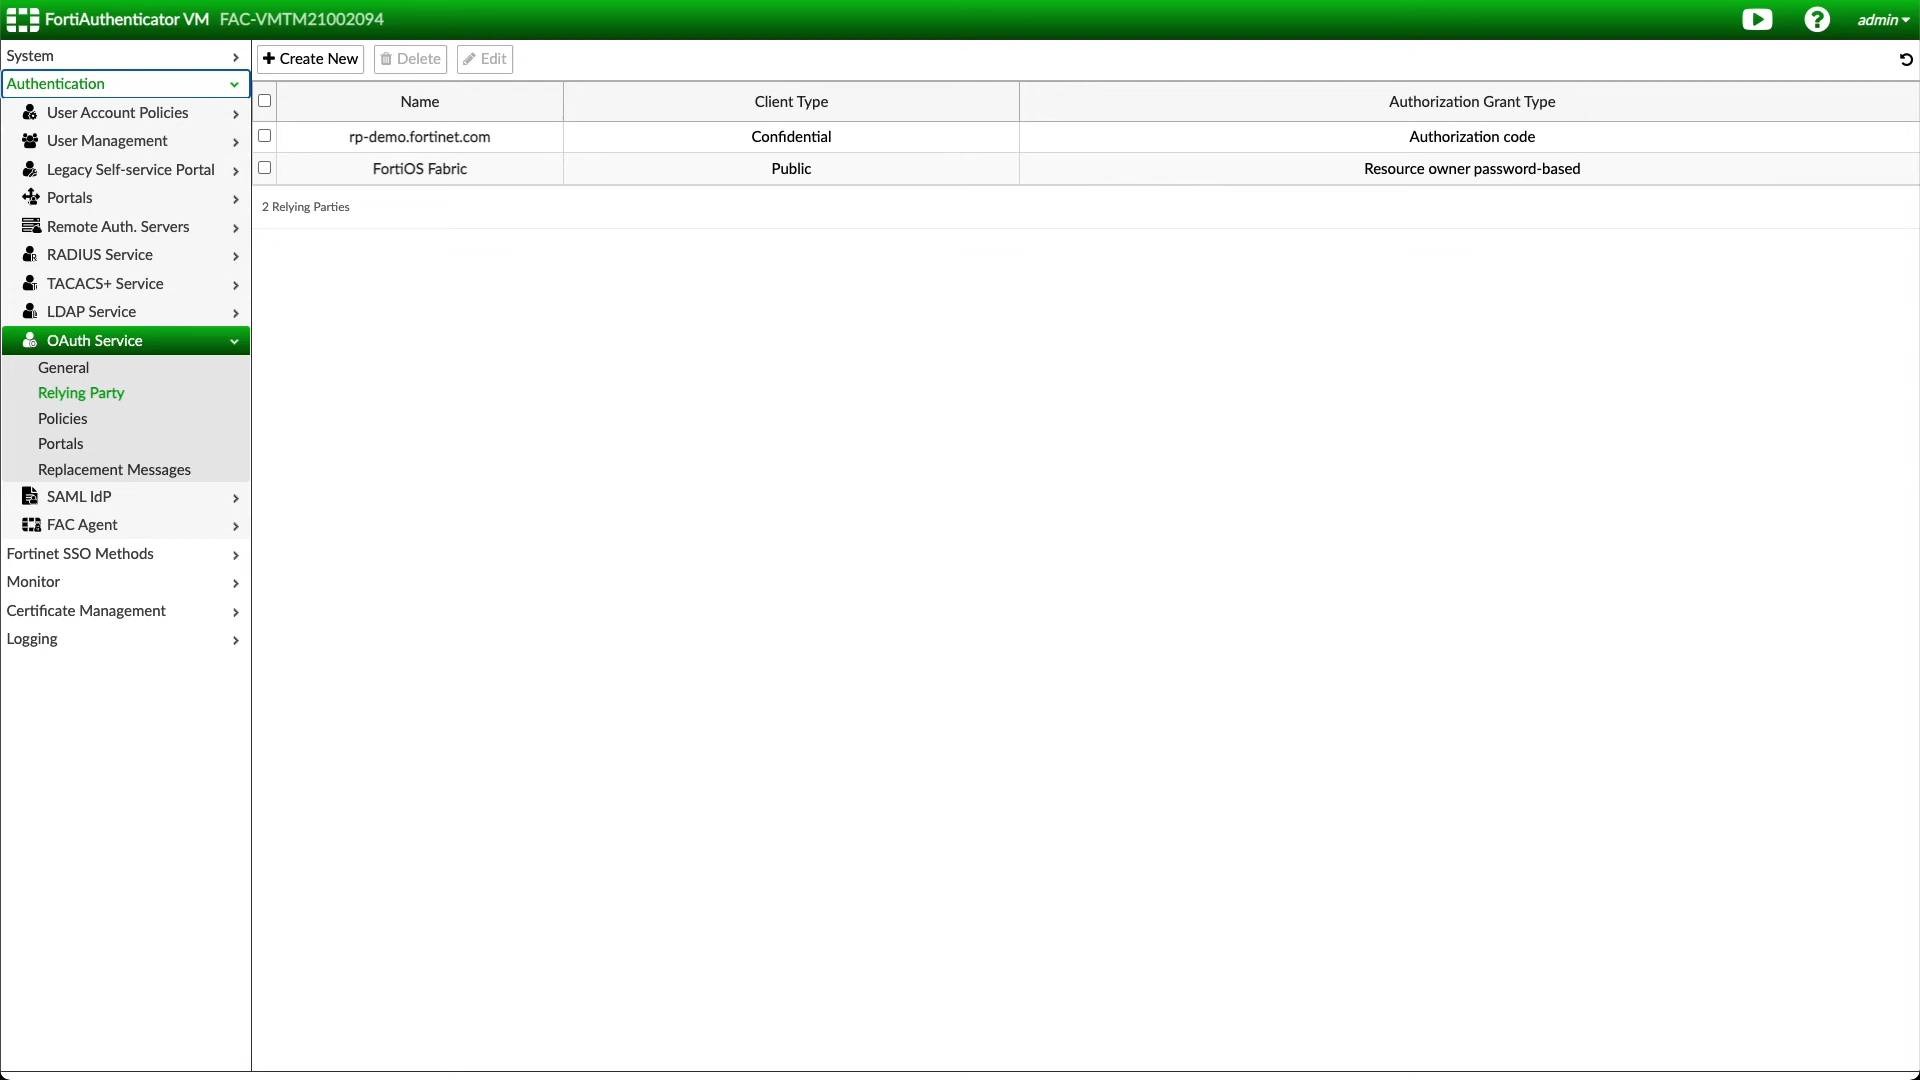 FortiAuthenticator VM FAC-VMTM21002094
admin
System
Authentication
User Account Policies
User Management
Legacy Self-service Portal
Portals
Remote Auth. Servers
RADIUS Service
TACACS+ Service
LDAP Service
OAuth Service
General
Relying Party
Policies
Portals
Replacement Messages
SAML IdP
FAC Agent
Fortinet SSO Methods
Monitor
Certificate Management
Logging
Create New Delete Edit
Name Client Type Authorization Grant Type
rp-demo.fortinet.com Confidential Authorization code
FortiOS Fabric Public Resource owner password-based
2 Relying Parties